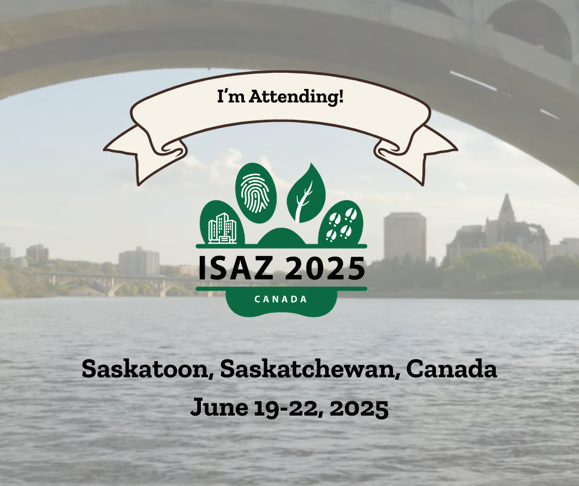 I'm Attending!
ISAZ 2025
CANADA
Saskatoon, Saskatchewan, Canada
June 19-22, 2025